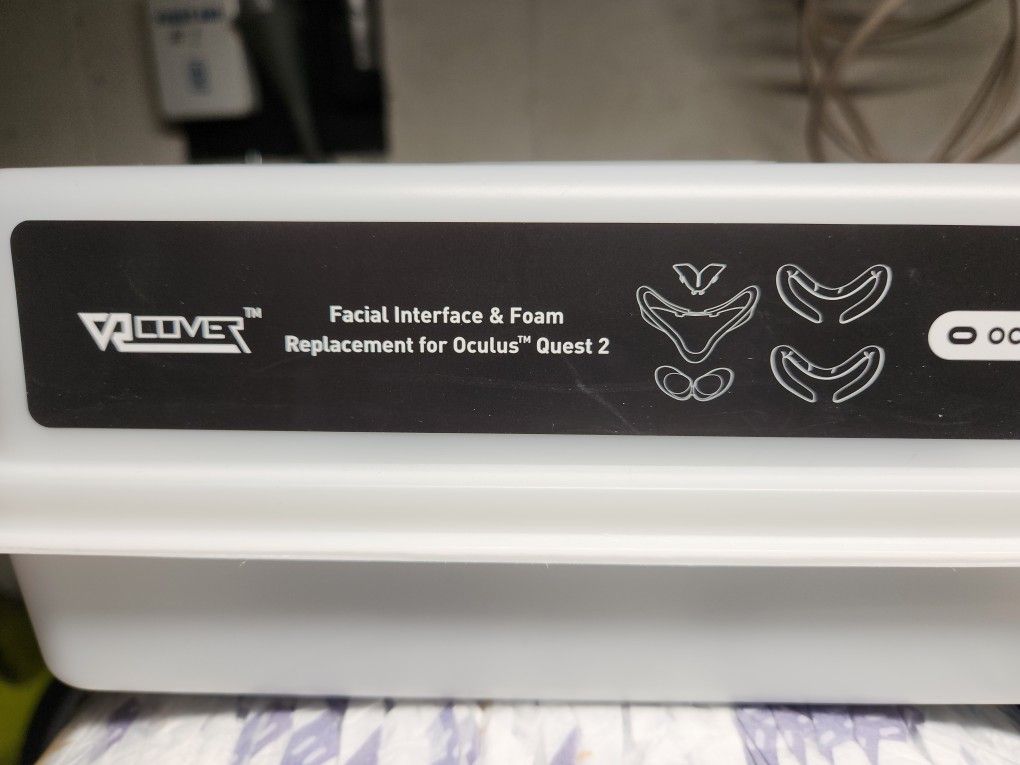 VRCOVER™
Facial Interface & Foam
Replacement for Oculus™ Quest 2